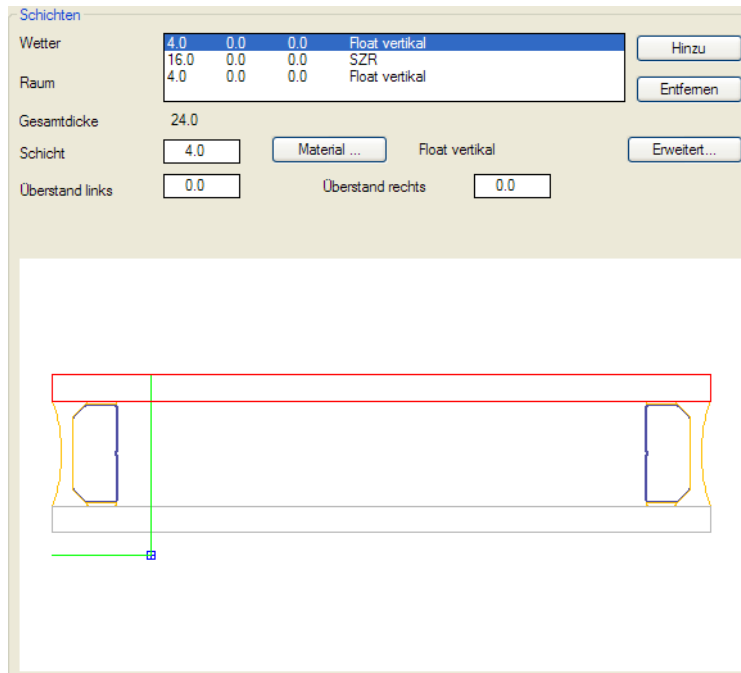 Schichten
Wetter 4.0 0.0 0.0 Float vertikal Hinzu
16.0 0.0 0.0 SZR
Raum 4.0 0.0 0.0 Float vertikal Entfernen
Gesamtdicke 24.0
Schicht 4.0 Material ... Float vertikal Erweitert...
Überstand links 0.0 Überstand rechts 0.0